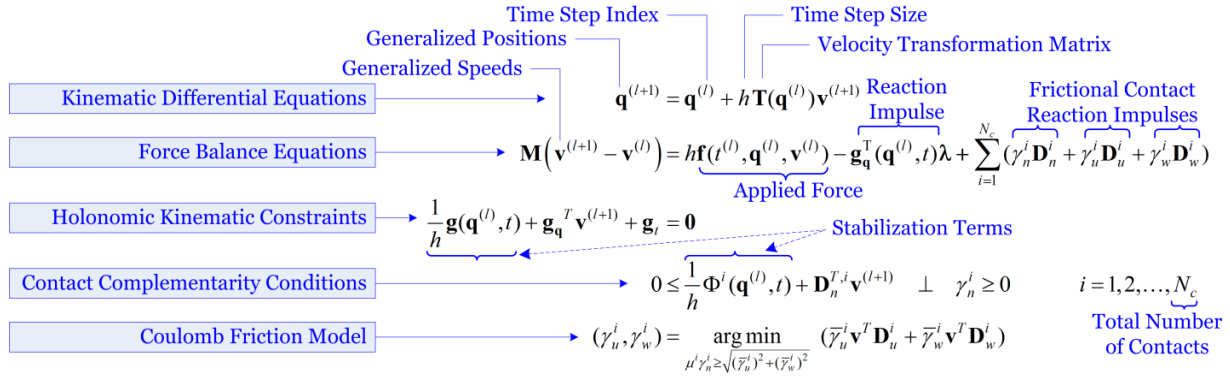 Time Step Index
Time Step Size
Generalized Positions
Velocity Transformation Matrix
Generalized Speeds
Kinematic Differential Equations
𝐪^{(l+1)} = 𝐪^{(l)} + h𝐓(𝐪^{(l)})𝐯^{(l+1)}
Reaction Impulse
Frictional Contact Reaction Impulses
Force Balance Equations
𝐌(𝐯^{(l+1)} − 𝐯^{(l)}) = h𝐟(t^{(l)}, 𝐪^{(l)}, 𝐯^{(l)}) − 𝐠_𝐪^T(𝐪^{(l)}, t)𝛌 + ∑_{i=1}^{N_c} (γ_n^i 𝐃_n^i + γ_u^i 𝐃_u^i + γ_w^i 𝐃_w^i)
Applied Force
Holonomic Kinematic Constraints
1/h 𝐠(𝐪^{(l)}, t) + 𝐠_𝐪^T 𝐯^{(l+1)} + 𝐠_t = 𝟎
Stabilization Terms
Contact Complementarity Conditions
0 ≤ 1/h Φ^i(𝐪^{(l)}, t) + 𝐃_n^{T,i} 𝐯^{(l+1)} ⊥ γ_n^i ≥ 0 i = 1, 2, …, N_c
Total Number of Contacts
Coulomb Friction Model
(γ_u^i, γ_w^i) = arg min_{μ^i γ_n^i ≥ √((γ̅_u^i)^2 + (γ̅_w^i)^2)} (γ̅_u^i 𝐯^T 𝐃_u^i + γ̅_w^i 𝐯^T 𝐃_w^i)